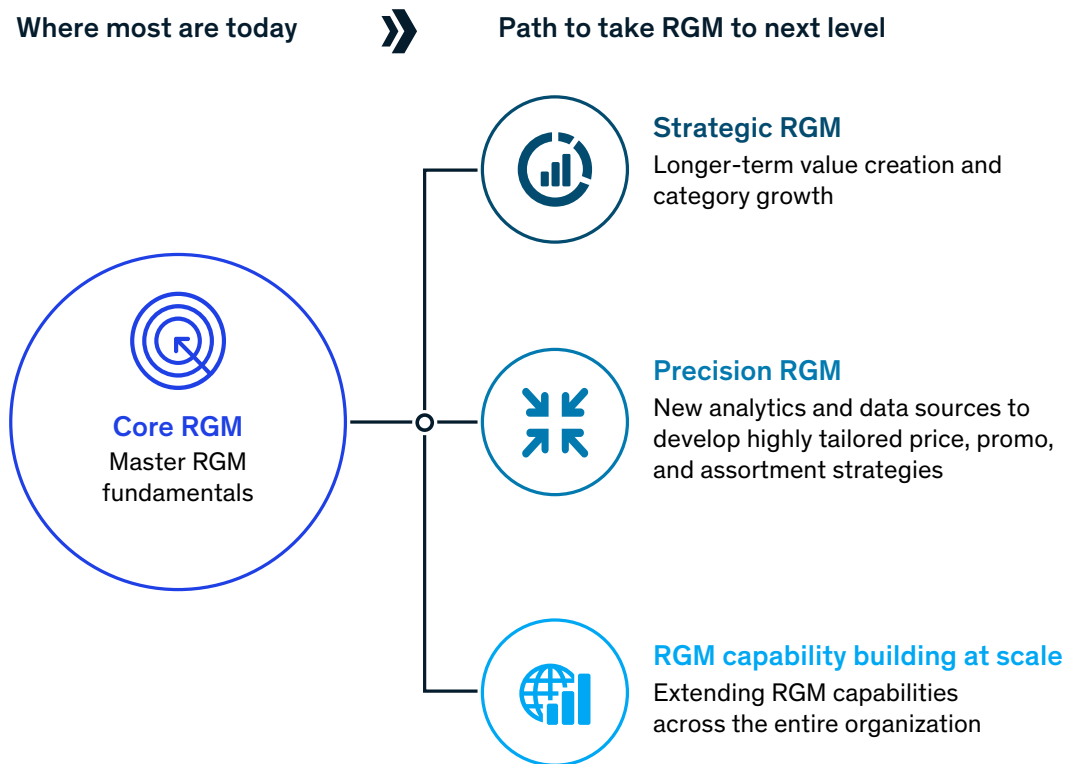 Where most are today
Path to take RGM to next level
Core RGM
Master RGM
fundamentals
Strategic RGM
Longer-term value creation and
category growth
Precision RGM
New analytics and data sources to
develop highly tailored price, promo,
and assortment strategies
RGM capability building at scale
Extending RGM capabilities
across the entire organization